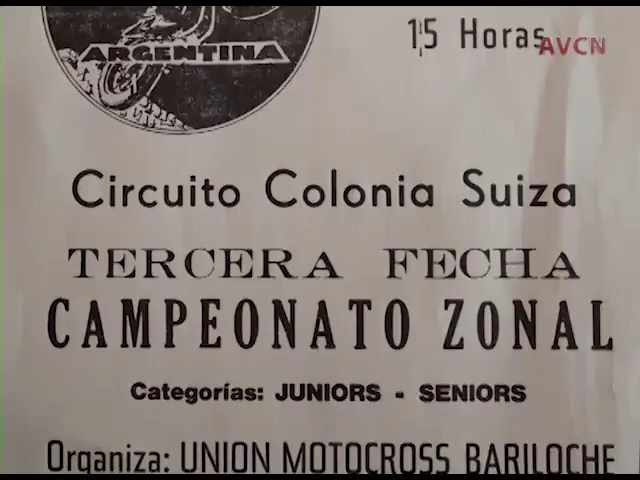 15 Horas
AVCN
ARGENTINA
Circuito Colonia Suiza
TERCERA FECHA
CAMPEONATO ZONAL
Categorías: JUNIORS - SENIORS
Organiza: UNION MOTOCROSS BARILOCHE